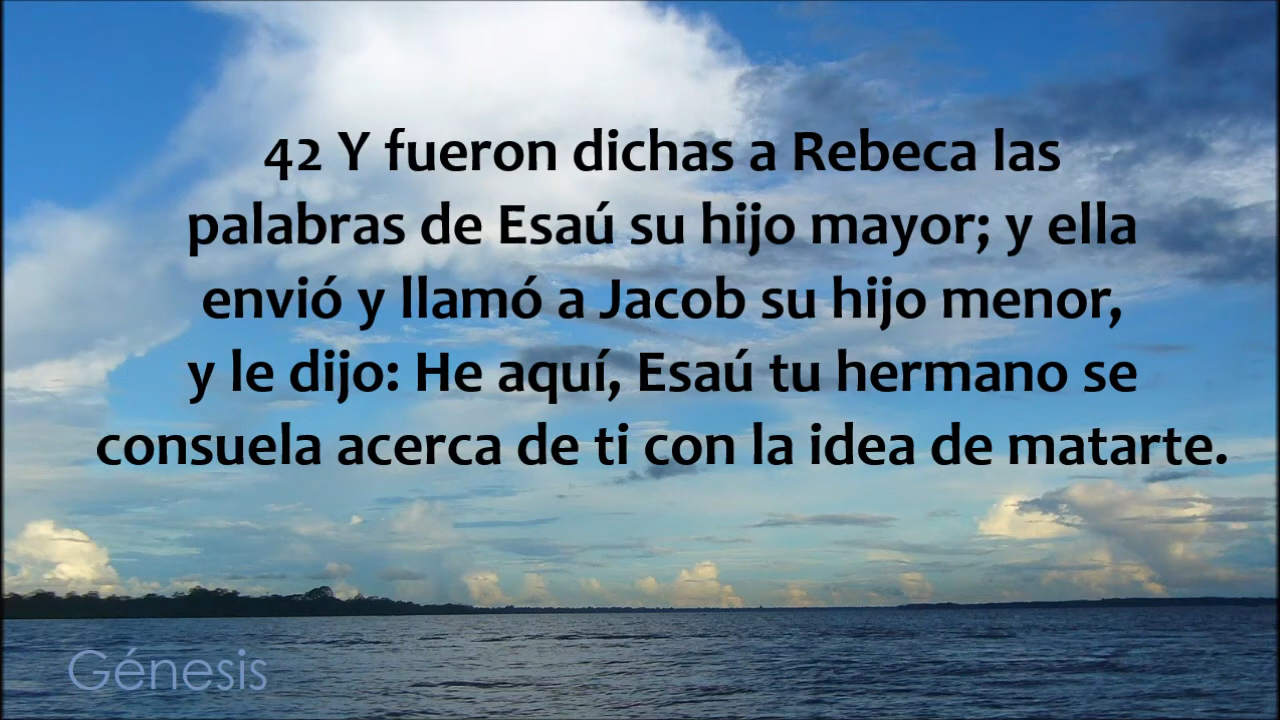 42 Y fueron dichas a Rebeca las
palabras de Esaú su hijo mayor; y ella
envió y llamó a Jacob su hijo menor,
y le dijo: He aquí, Esaú tu hermano se
consuela acerca de ti con la idea de matarte.
Génesis